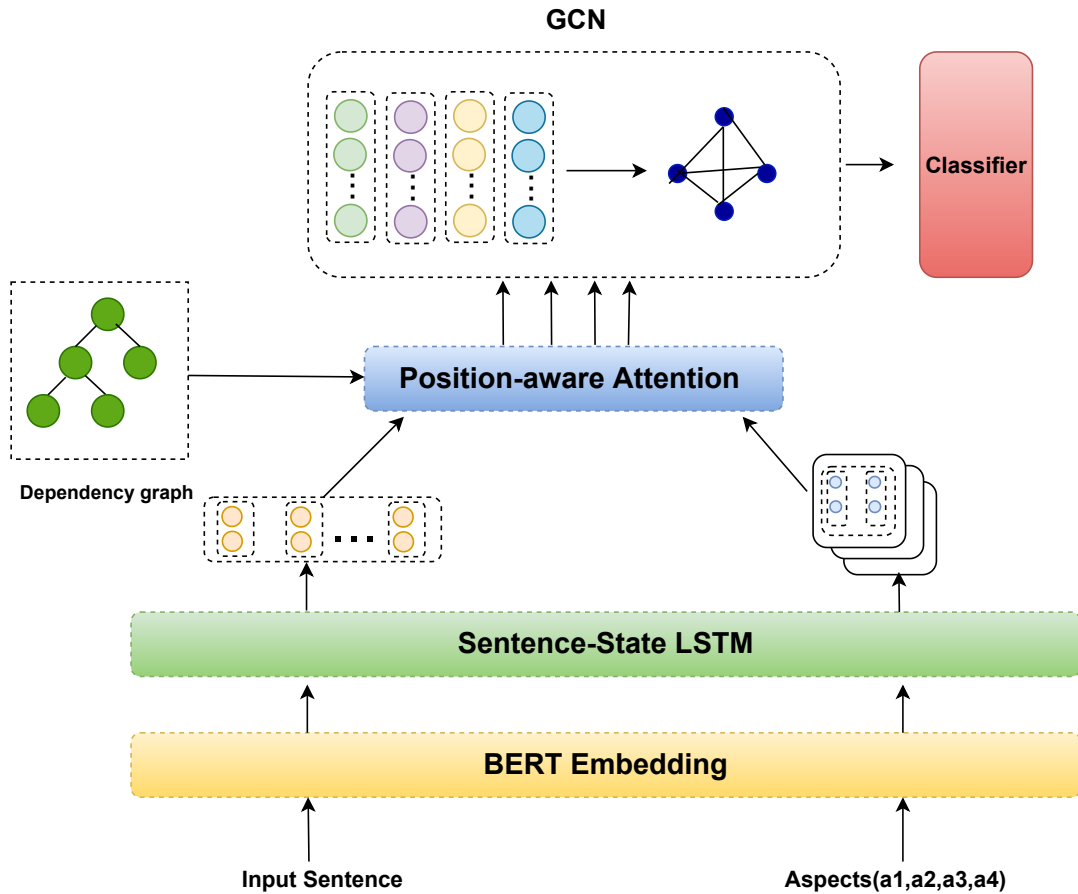 GCN
Classifier
Position-aware Attention
Dependency graph
Sentence-State LSTM
BERT Embedding
Input Sentence
Aspects(a1,a2,a3,a4)